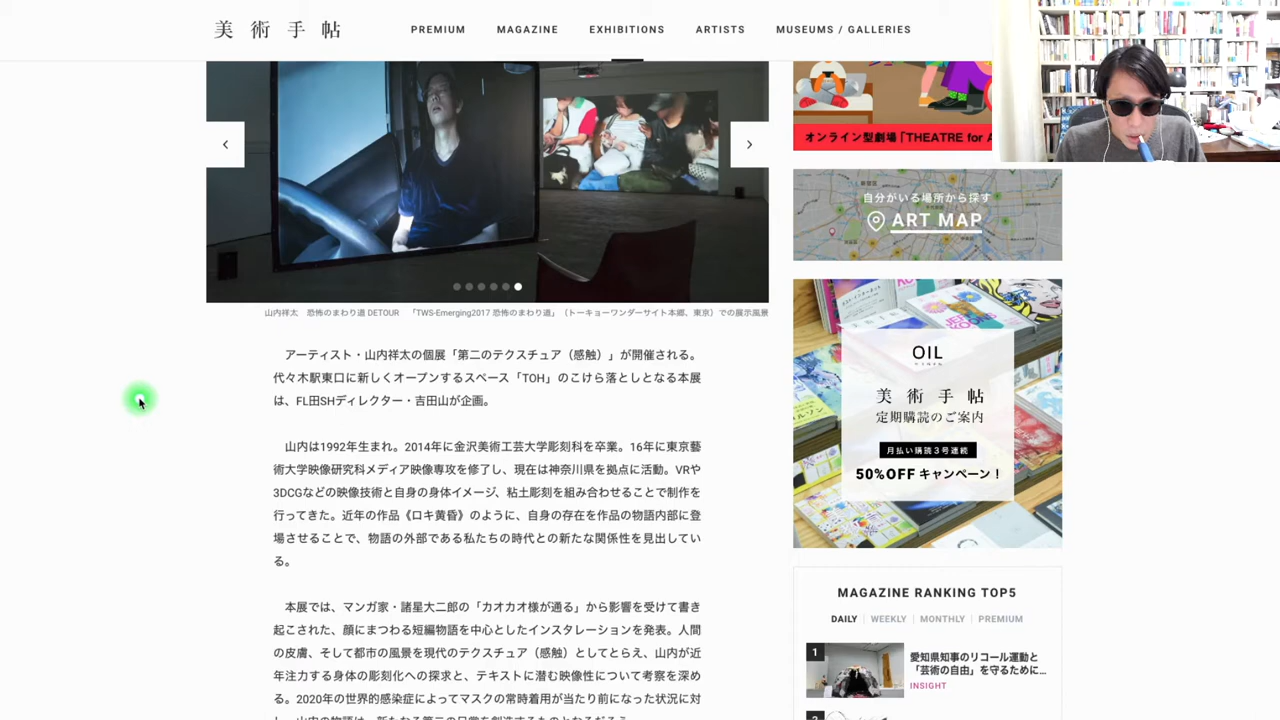 美術手帖
PREMIUM MAGAZINE EXHIBITIONS ARTISTS MUSEUMS / GALLERIES
オンライン型劇場「THEATRE for A
自分がいる場所から探す
ART MAP
山内祥太 恐怖のまわり道 DETOUR 「TWS-Emerging2017 恐怖のまわり道」（トーキョーワンダーサイト本郷、東京）での展示風景
アーティスト・山内祥太の個展「第二のテクスチュア（感触）」が開催される。
代々木駅東口に新しくオープンするスペース「TOH」のこけら落としとなる本展
は、FL田SHディレクター・吉田山が企画。
山内は1992年生まれ。2014年に金沢美術工芸大学彫刻科を卒業。16年に東京藝
術大学映像研究科メディア映像専攻を修了し、現在は神奈川県を拠点に活動。VRや
3DCGなどの映像技術と自身の身体イメージ、粘土彫刻を組み合わせることで制作を
行ってきた。近年の作品《ロキ黄昏》のように、自身の存在を作品の物語内部に登
場させることで、物語の外部である私たちの時代との新たな関係性を見出してい
る。
本展では、マンガ家・諸星大二郎の「カオカオ様が通る」から影響を受けて書き
起こされた、顔にまつわる短編物語を中心としたインスタレーションを発表。人間
の皮膚、そして都市の風景を現代のテクスチュア（感触）としてとらえ、山内が近
年注力する身体の彫刻化への探求と、テキストに潜む映像性について考察を深め
る。2020年の世界的感染症によってマスクの常時着用が当たり前になった状況に対
OIL
美術手帖
定期購読のご案内
月払い購読3号連続
50%OFF キャンペーン！
MAGAZINE RANKING TOP5
DAILY WEEKLY MONTHLY PREMIUM
1
愛知県知事のリコール運動と
「芸術の自由」を守るために…
INSIGHT